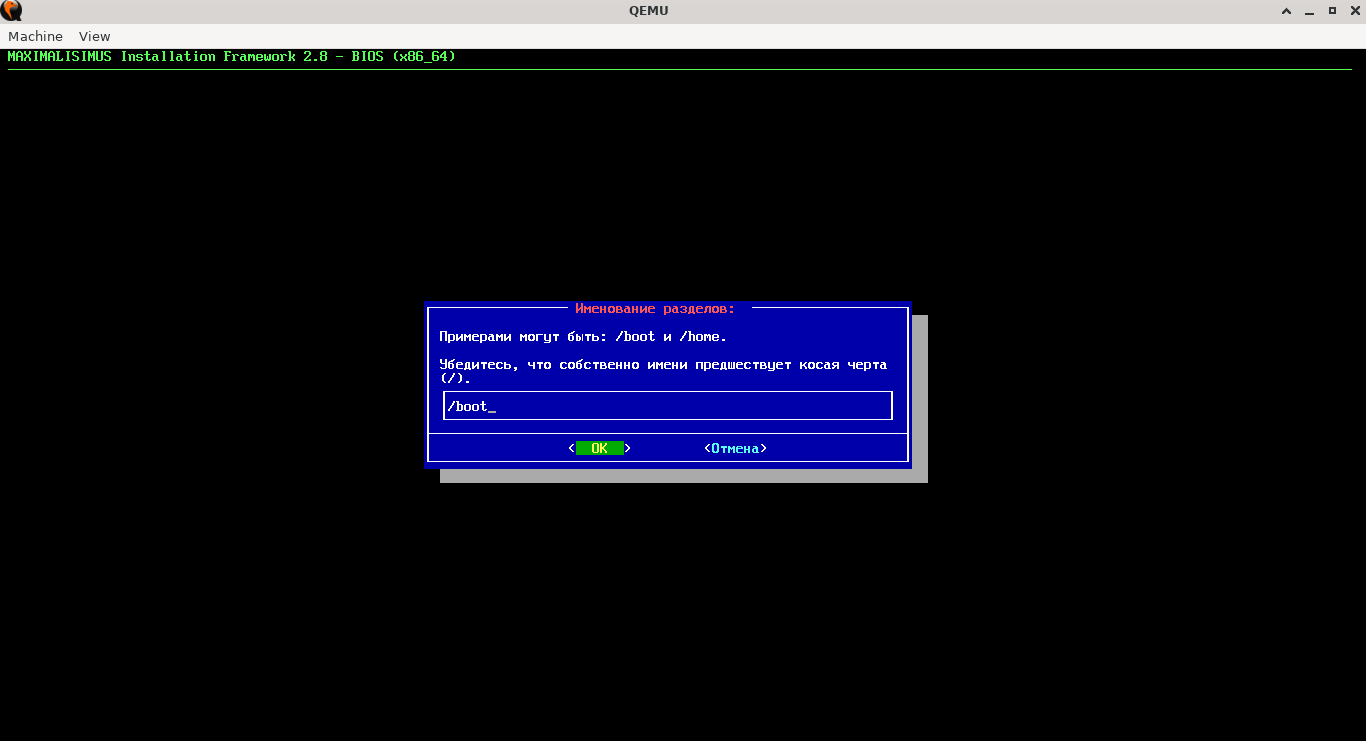 QEMU
Machine View
MAXIMALISIMUS Installation Framework 2.8 - BIOS (x86_64)
Именование разделов:
Примерами могут быть: /boot и /home.
Убедитесь, что собственно имени предшествует косая черта
(/).
/boot_
< OK > <Отмена>